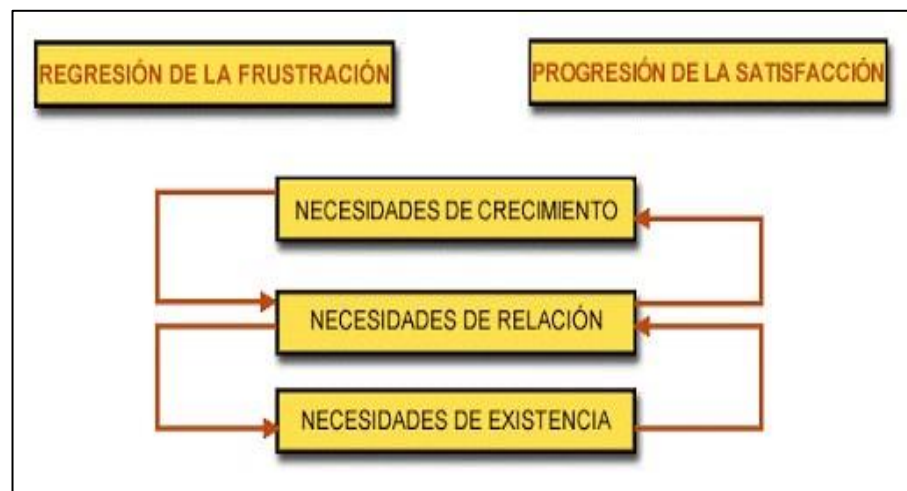 REGRESIÓN DE LA FRUSTRACIÓN
PROGRESIÓN DE LA SATISFACCIÓN
NECESIDADES DE CRECIMIENTO
NECESIDADES DE RELACIÓN
NECESIDADES DE EXISTENCIA